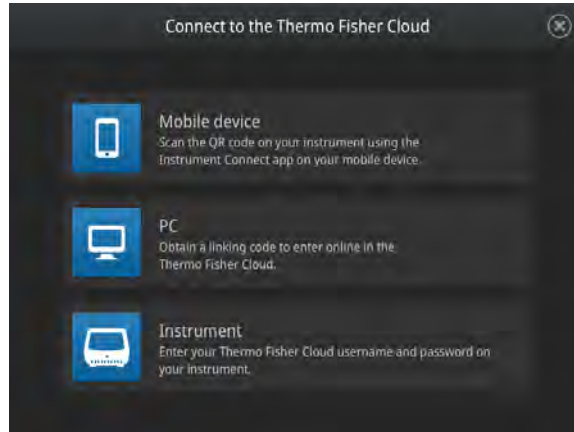 Connect to the Thermo Fisher Cloud
Mobile device
Scan the QR code on your instrument using the
Instrument Connect app on your mobile device.
PC
Obtain a linking code to enter online in the
Thermo Fisher Cloud.
Instrument
Enter your Thermo Fisher Cloud username and password on
your instrument.